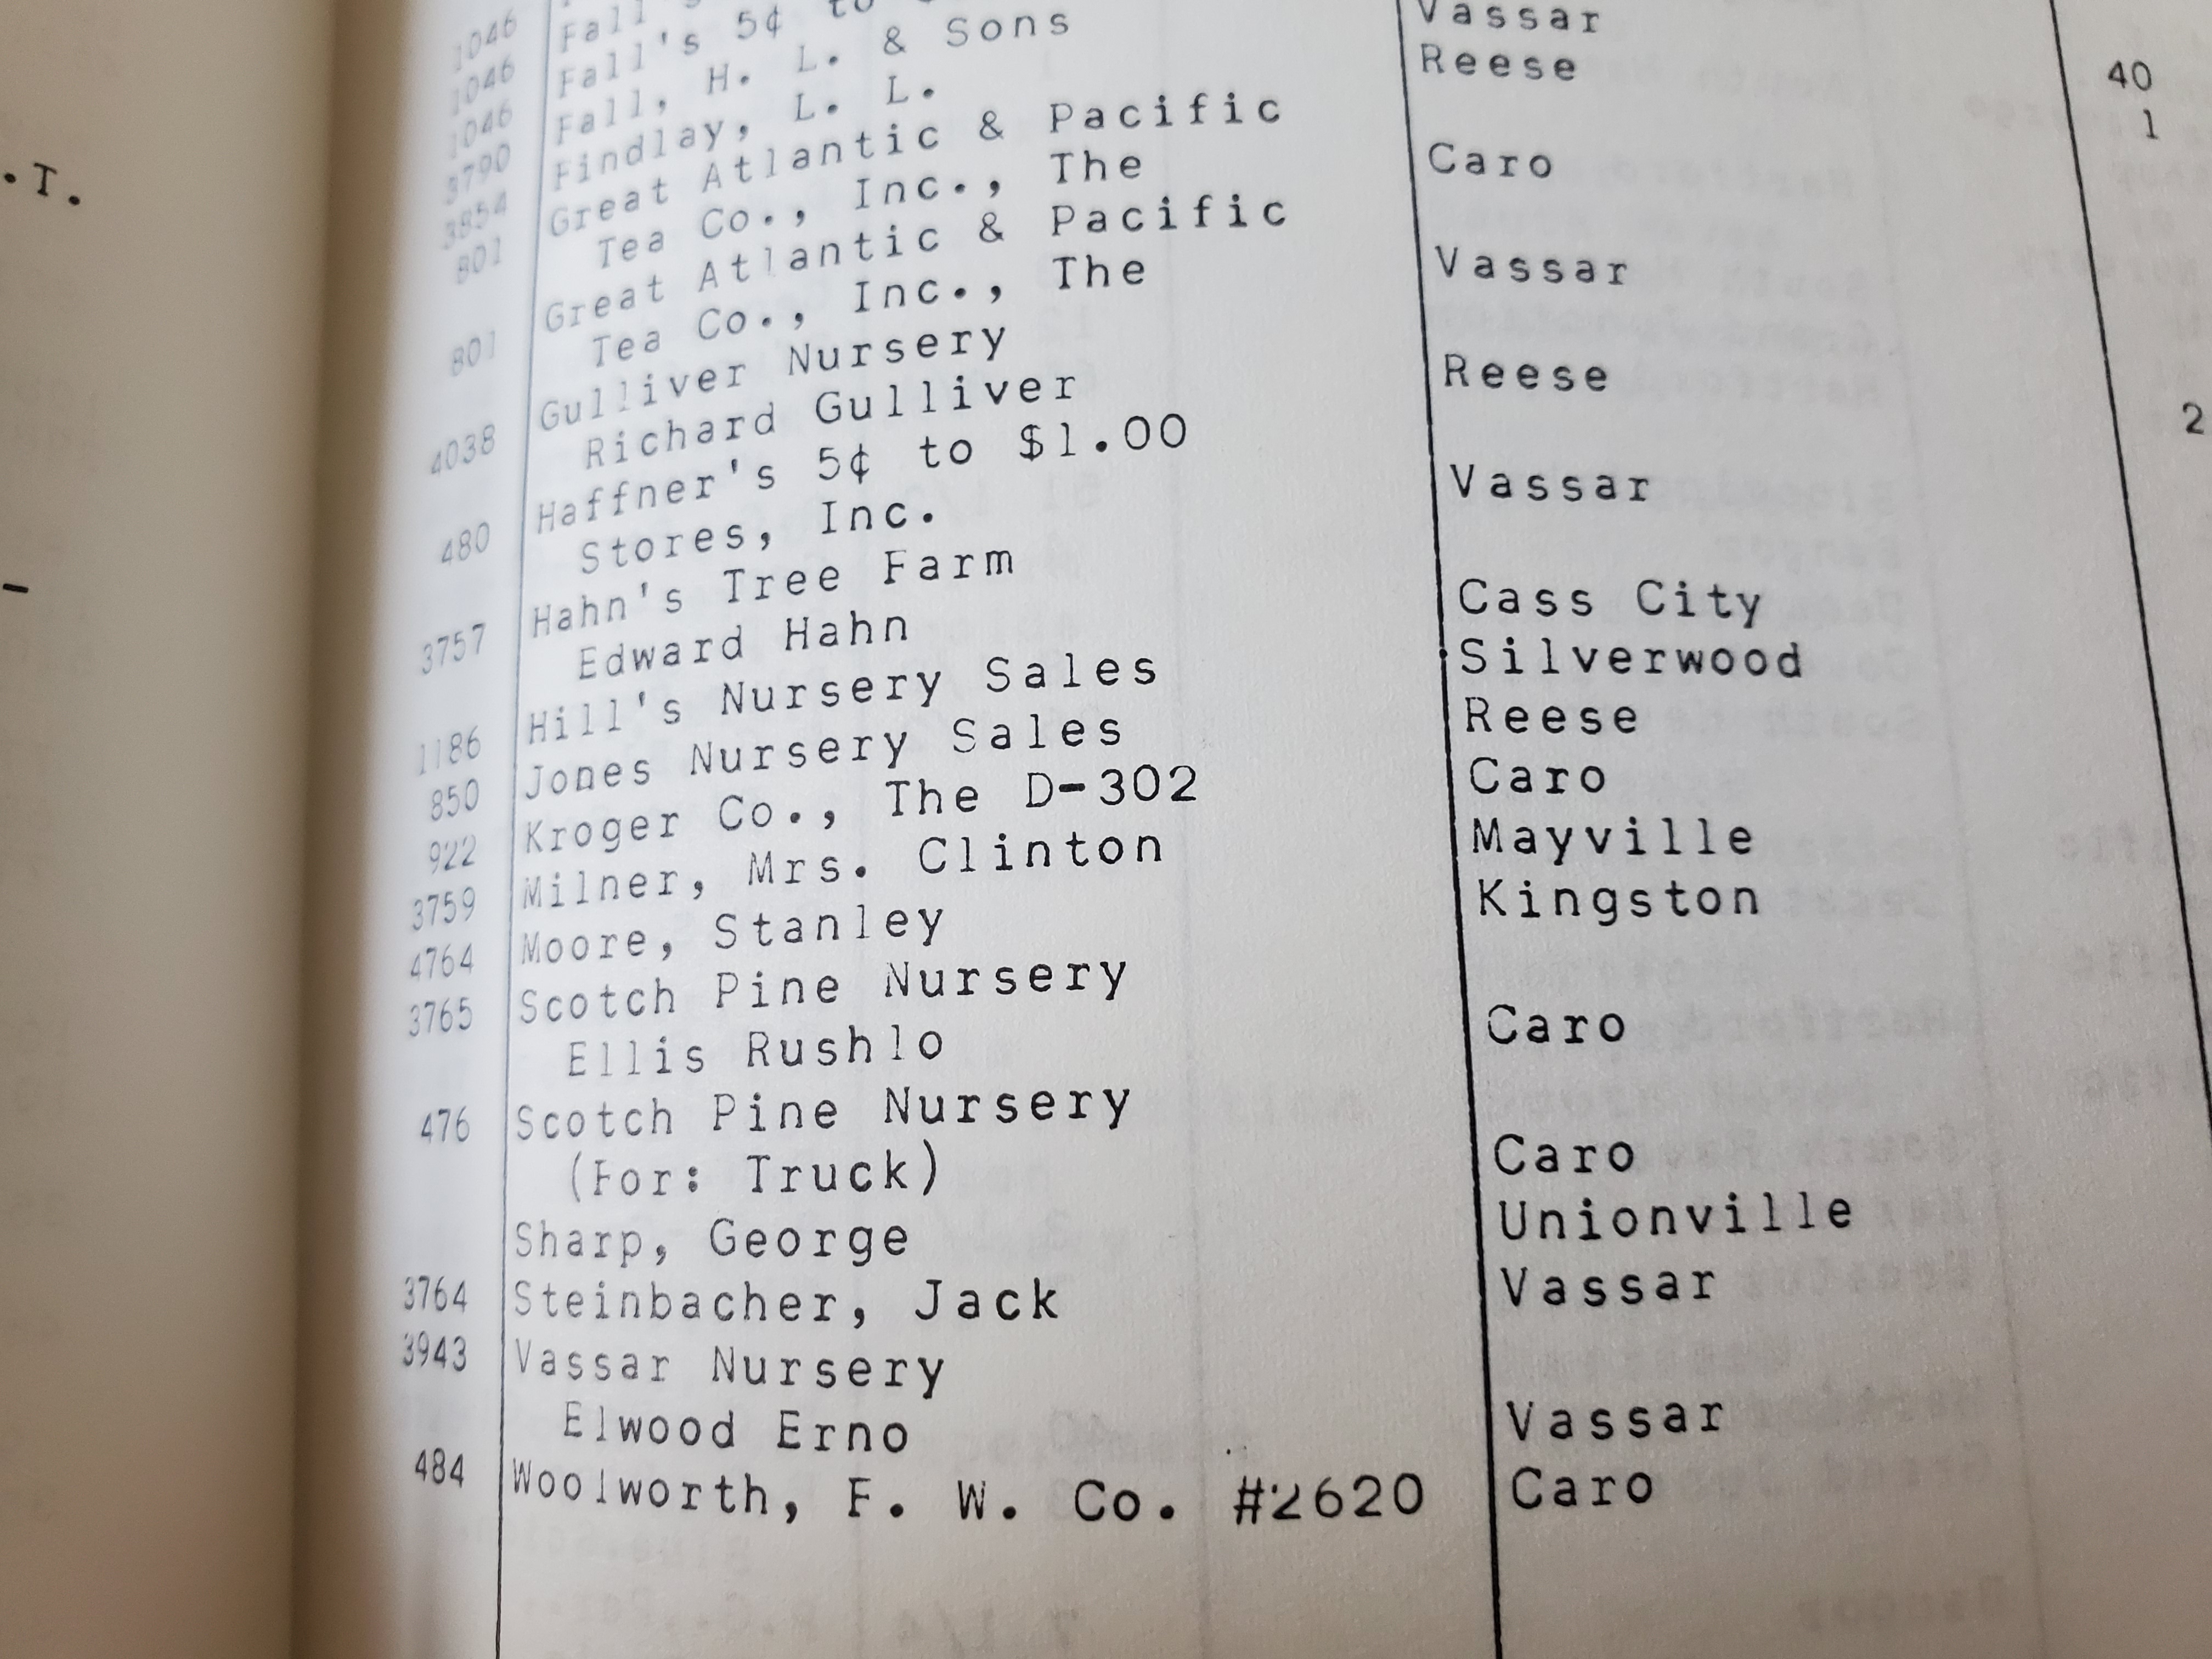 .T.
-
1046 Fall
1046 Fall's 5¢ to
1046 Fall, H. L. & Sons Vassar 40
3790 Findlay, L. L. Reese 1
3854 Great Atlantic & Pacific
801 Tea Co., Inc., The Caro
Great Atlantic & Pacific
801 Tea Co., Inc., The Vassar
Gulliver Nursery
4038 Richard Gulliver Reese 2
Haffner's 5¢ to $1.00
480 Stores, Inc. Vassar
Hahn's Tree Farm
3757 Edward Hahn Cass City
1186 Hill's Nursery Sales Silverwood
850 Jones Nursery Sales Reese
922 Kroger Co., The D-302 Caro
3759 Milner, Mrs. Clinton Mayville
4764 Moore, Stanley Kingston
3765 Scotch Pine Nursery
Ellis Rushlo Caro
476 Scotch Pine Nursery
(For: Truck) Caro
Sharp, George Unionville
3764 Steinbacher, Jack Vassar
3943 Vassar Nursery
Elwood Erno Vassar
484 Woolworth, F. W. Co. #2620 Caro